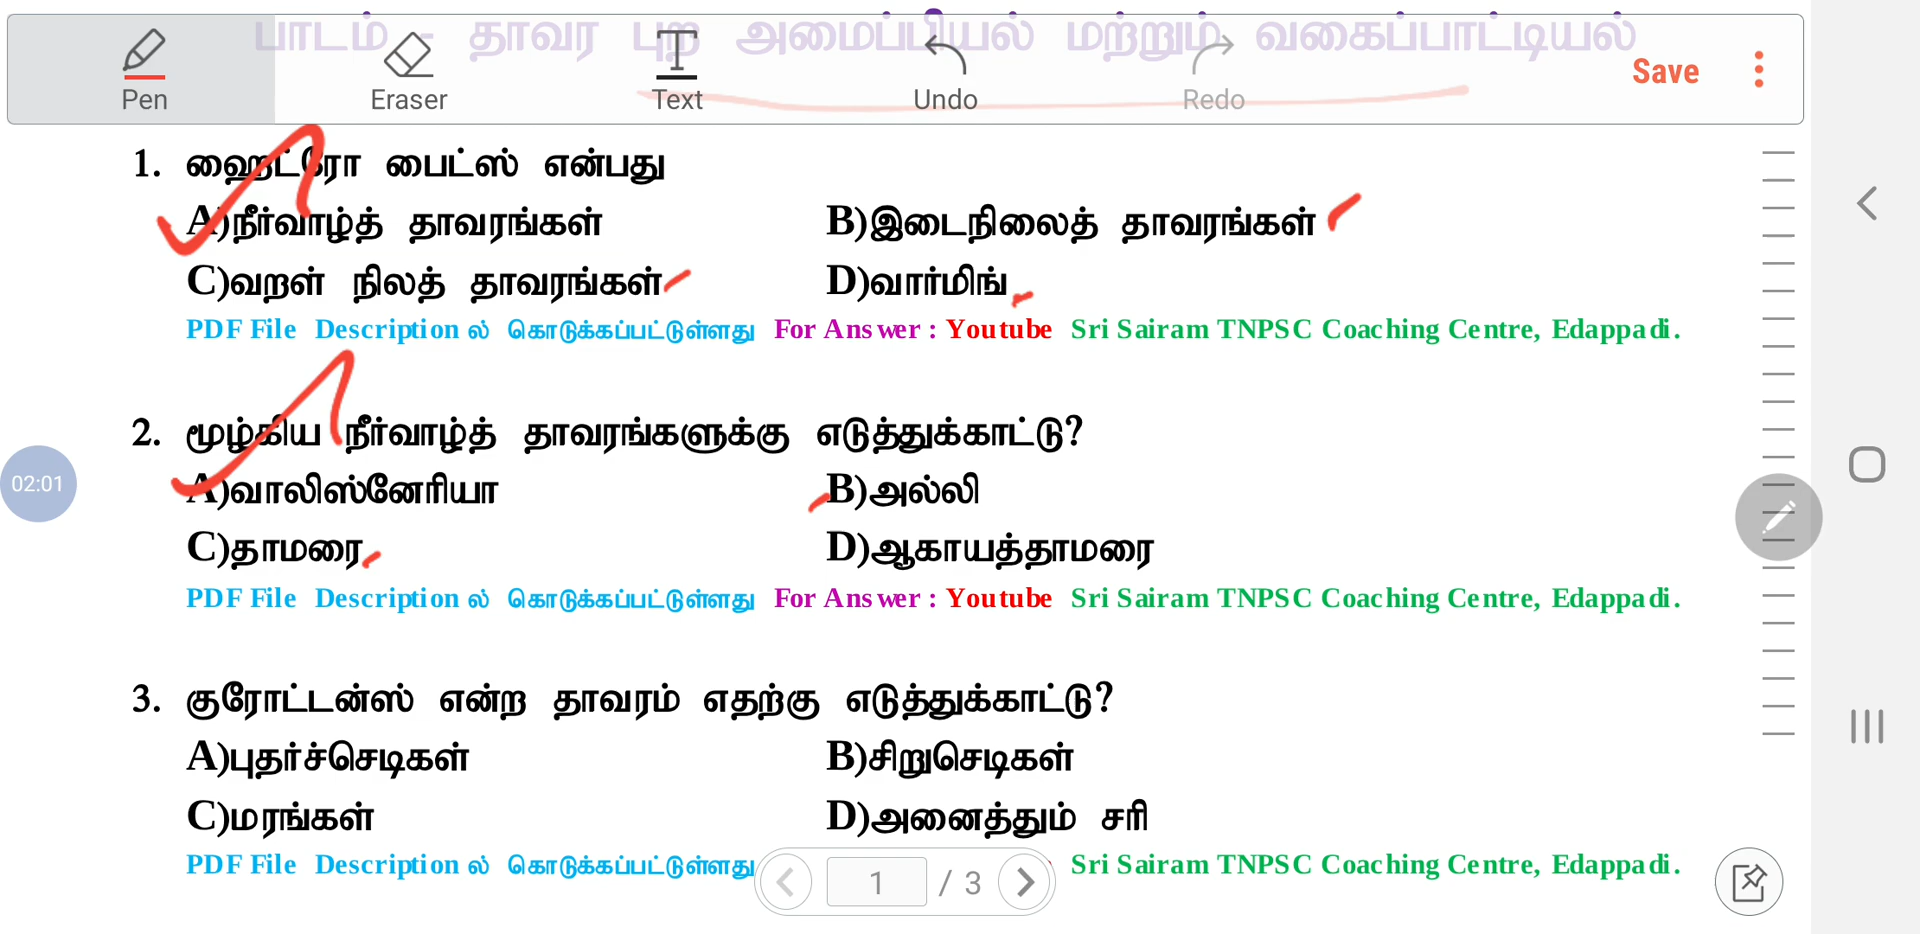 பாடம் - தாவர புற அமைப்பியல் மற்றும் வகைப்பாட்டியல்
Pen Eraser Text Undo Redo Save
1. ஹைட்ரோ பைட்ஸ் என்பது
A)நீர்வாழ்த் தாவரங்கள் B)இடைநிலைத் தாவரங்கள்
C)வறள் நிலத் தாவரங்கள் D)வார்மிங்
PDF File Description ல் கொடுக்கப்பட்டுள்ளது For Answer : Youtube Sri Sairam TNPSC Coaching Centre, Edappadi.
2. மூழ்கிய நீர்வாழ்த் தாவரங்களுக்கு எடுத்துக்காட்டு?
02:01
A)வாலிஸ்னேரியா B)அல்லி
C)தாமரை D)ஆகாயத்தாமரை
PDF File Description ல் கொடுக்கப்பட்டுள்ளது For Answer : Youtube Sri Sairam TNPSC Coaching Centre, Edappadi.
3. குரோட்டன்ஸ் என்ற தாவரம் எதற்கு எடுத்துக்காட்டு?
A)புதர்ச்செடிகள் B)சிறுசெடிகள்
C)மரங்கள் D)அனைத்தும் சரி
PDF File Description ல் கொடுக்கப்பட்டுள்ளது Sri Sairam TNPSC Coaching Centre, Edappadi.
1 / 3